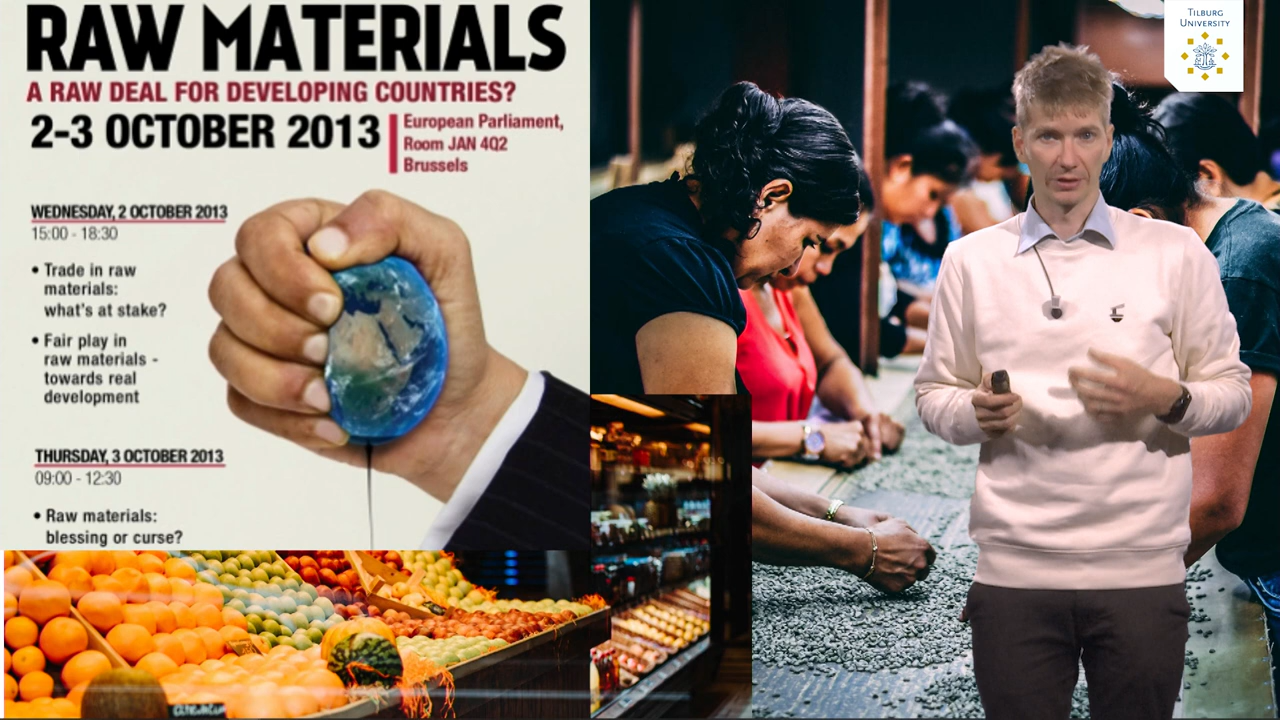 RAW MATERIALS
A RAW DEAL FOR DEVELOPING COUNTRIES?
2-3 OCTOBER 2013
European Parliament,
Room JAN 4Q2
Brussels
WEDNESDAY, 2 OCTOBER 2013
15:00 - 18:30
• Trade in raw
materials:
what's at stake?
• Fair play in
raw materials -
towards real
development
THURSDAY, 3 OCTOBER 2013
09:00 - 12:30
• Raw materials:
blessing or curse?
TILBURG
UNIVERSITY